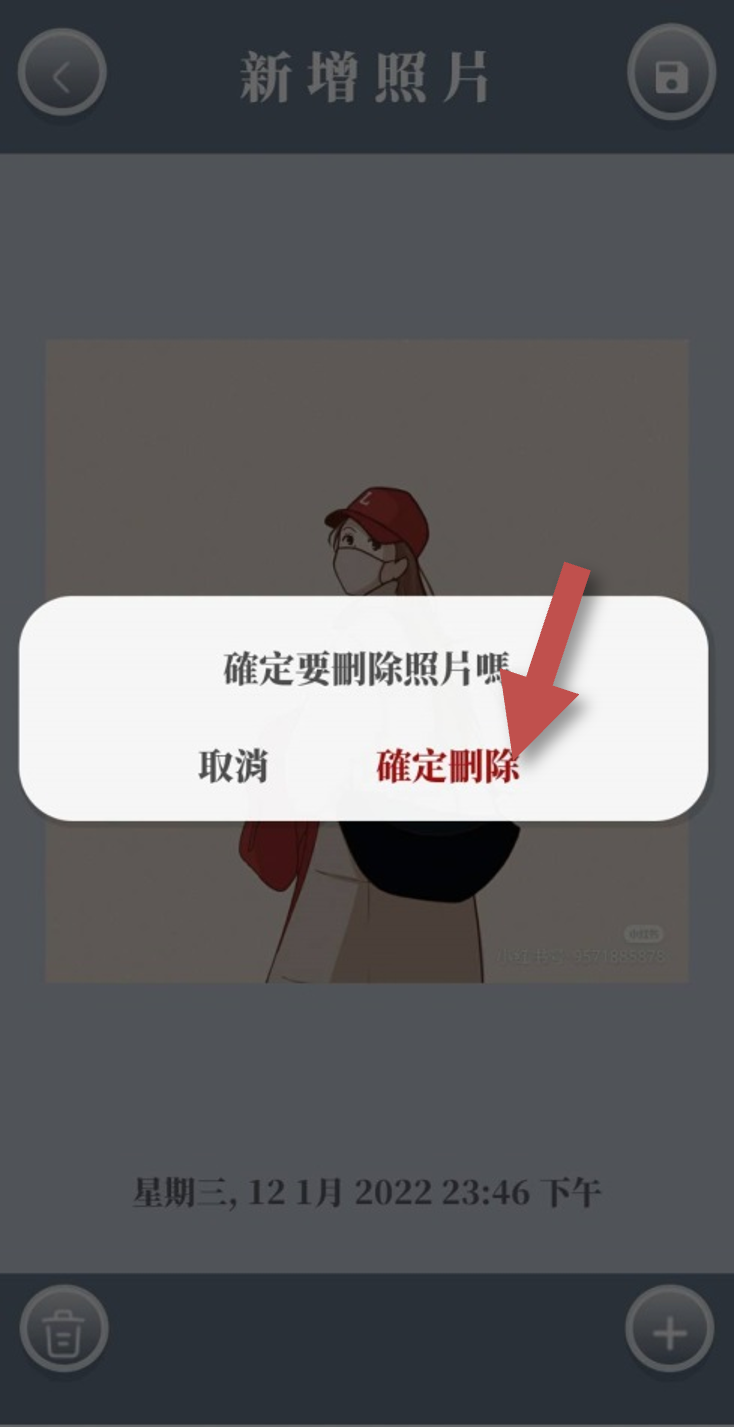 新增照片
L
確定要刪除照片嗎
取消 確定刪除
小红书
小红书号: 9571888878
星期三, 12 1月 2022 23:46 下午